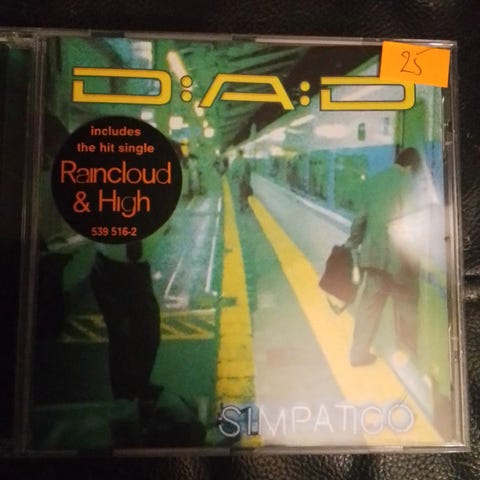 D:A:D
25
includes
the hit single
Raincloud
& High
539 516-2
SIMPATICO